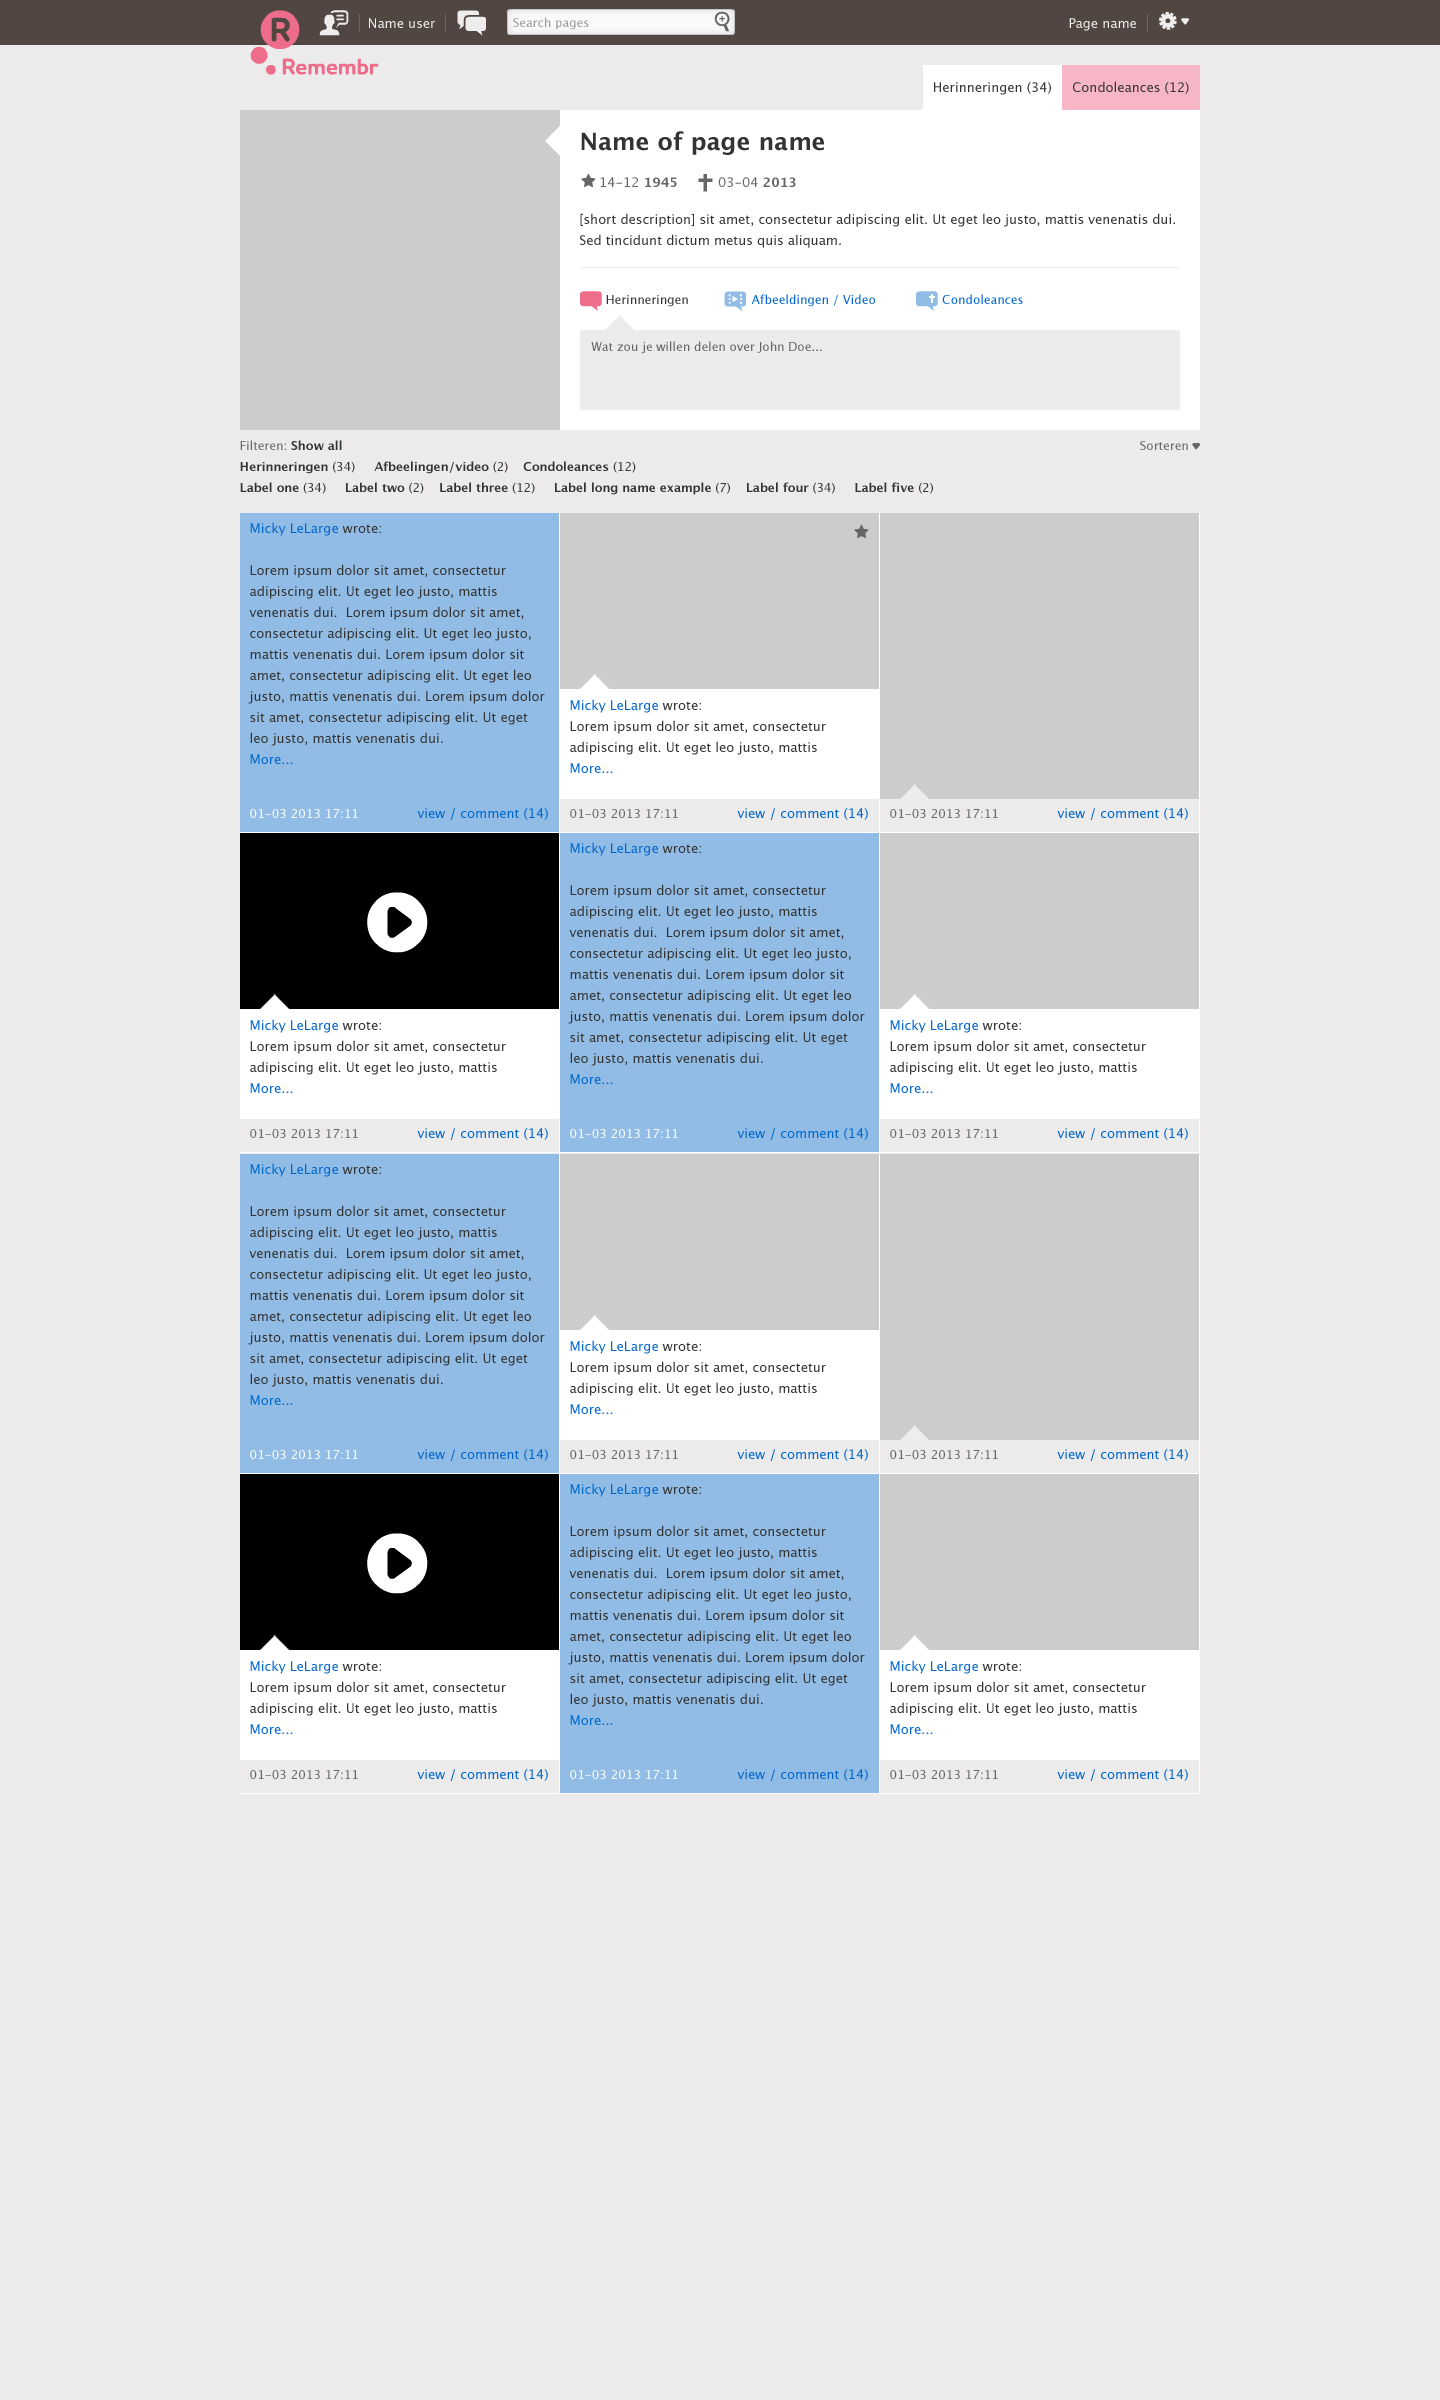 R
Remembr
Name user
Search pages
Page name
Herinneringen (34)
Condoleances (12)
Name of page name
14-12 1945
03-04 2013
[short description] sit amet, consectetur adipiscing elit. Ut eget leo justo, mattis venenatis dui.
Sed tincidunt dictum metus quis aliquam.
Herinneringen
Afbeeldingen / Video
Condoleances
Wat zou je willen delen over John Doe...
Filteren: Show all
Sorteren
Herinneringen (34) Afbeelingen/video (2) Condoleances (12)
Label one (34) Label two (2) Label three (12) Label long name example (7) Label four (34) Label five (2)
Micky LeLarge wrote:
Lorem ipsum dolor sit amet, consectetur
adipiscing elit. Ut eget leo justo, mattis
venenatis dui.  Lorem ipsum dolor sit amet,
consectetur adipiscing elit. Ut eget leo justo,
mattis venenatis dui. Lorem ipsum dolor sit
amet, consectetur adipiscing elit. Ut eget leo
justo, mattis venenatis dui. Lorem ipsum dolor
sit amet, consectetur adipiscing elit. Ut eget
leo justo, mattis venenatis dui.
More...
01-03 2013 17:11 view / comment (14)
Micky LeLarge wrote:
Lorem ipsum dolor sit amet, consectetur
adipiscing elit. Ut eget leo justo, mattis
More...
01-03 2013 17:11 view / comment (14)
01-03 2013 17:11 view / comment (14)
Micky LeLarge wrote:
Lorem ipsum dolor sit amet, consectetur
adipiscing elit. Ut eget leo justo, mattis
More...
01-03 2013 17:11 view / comment (14)
Micky LeLarge wrote:
Lorem ipsum dolor sit amet, consectetur
adipiscing elit. Ut eget leo justo, mattis
venenatis dui.  Lorem ipsum dolor sit amet,
consectetur adipiscing elit. Ut eget leo justo,
mattis venenatis dui. Lorem ipsum dolor sit
amet, consectetur adipiscing elit. Ut eget leo
justo, mattis venenatis dui. Lorem ipsum dolor
sit amet, consectetur adipiscing elit. Ut eget
leo justo, mattis venenatis dui.
More...
01-03 2013 17:11 view / comment (14)
Micky LeLarge wrote:
Lorem ipsum dolor sit amet, consectetur
adipiscing elit. Ut eget leo justo, mattis
More...
01-03 2013 17:11 view / comment (14)
Micky LeLarge wrote:
Lorem ipsum dolor sit amet, consectetur
adipiscing elit. Ut eget leo justo, mattis
venenatis dui.  Lorem ipsum dolor sit amet,
consectetur adipiscing elit. Ut eget leo justo,
mattis venenatis dui. Lorem ipsum dolor sit
amet, consectetur adipiscing elit. Ut eget leo
justo, mattis venenatis dui. Lorem ipsum dolor
sit amet, consectetur adipiscing elit. Ut eget
leo justo, mattis venenatis dui.
More...
01-03 2013 17:11 view / comment (14)
Micky LeLarge wrote:
Lorem ipsum dolor sit amet, consectetur
adipiscing elit. Ut eget leo justo, mattis
More...
01-03 2013 17:11 view / comment (14)
01-03 2013 17:11 view / comment (14)
Micky LeLarge wrote:
Lorem ipsum dolor sit amet, consectetur
adipiscing elit. Ut eget leo justo, mattis
More...
01-03 2013 17:11 view / comment (14)
Micky LeLarge wrote:
Lorem ipsum dolor sit amet, consectetur
adipiscing elit. Ut eget leo justo, mattis
venenatis dui.  Lorem ipsum dolor sit amet,
consectetur adipiscing elit. Ut eget leo justo,
mattis venenatis dui. Lorem ipsum dolor sit
amet, consectetur adipiscing elit. Ut eget leo
justo, mattis venenatis dui. Lorem ipsum dolor
sit amet, consectetur adipiscing elit. Ut eget
leo justo, mattis venenatis dui.
More...
01-03 2013 17:11 view / comment (14)
Micky LeLarge wrote:
Lorem ipsum dolor sit amet, consectetur
adipiscing elit. Ut eget leo justo, mattis
More...
01-03 2013 17:11 view / comment (14)